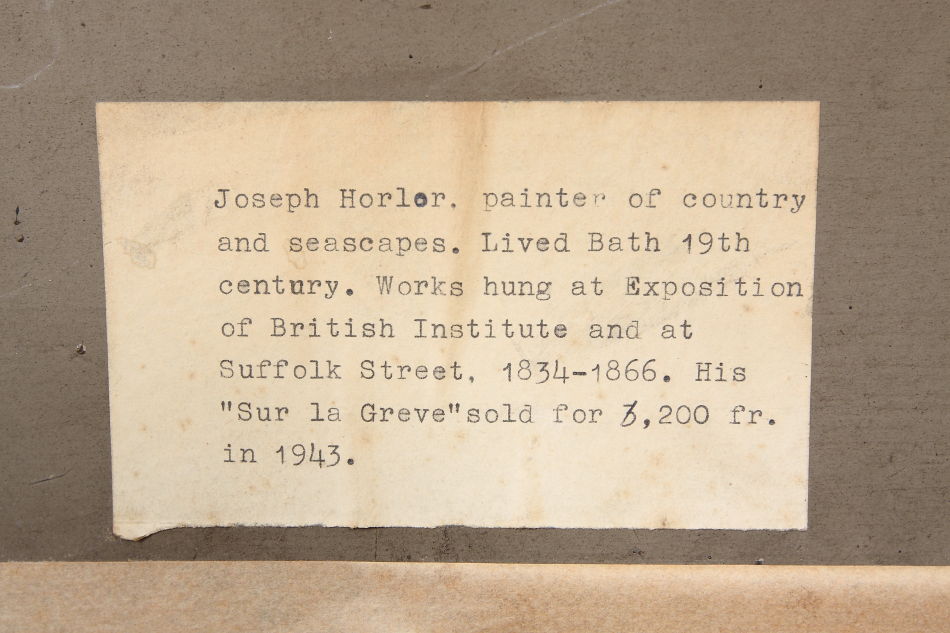 Joseph Horler, painter of country
and seascapes. Lived Bath 19th
century. Works hung at Exposition
of British Institute and at
Suffolk Street, 1834-1866. His
"Sur la Greve"sold for 3,200 fr.
in 1943.